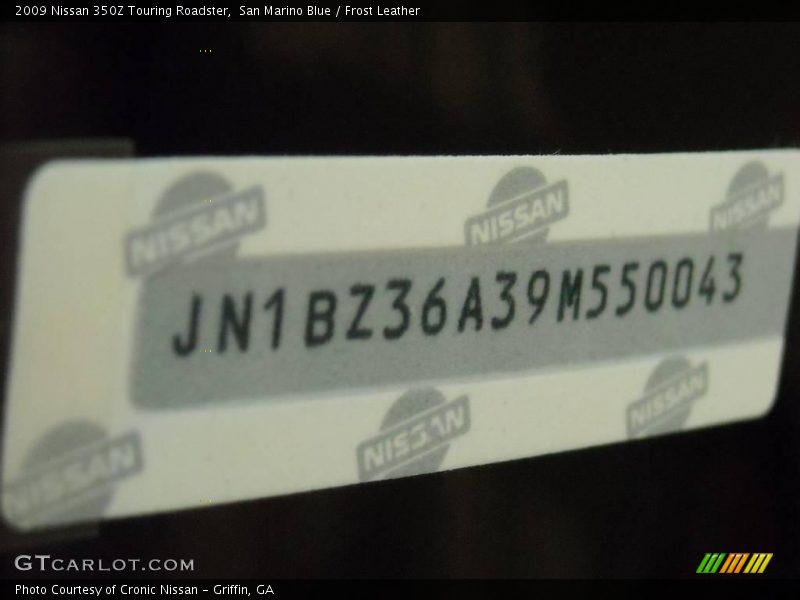 2009 Nissan 350Z Touring Roadster,  San Marino Blue / Frost Leather
NISSAN NISSAN NISSAN
JN1BZ36A39M550043
NISSAN NISSAN NISSAN
GTCARLOT.COM
Photo Courtesy of Cronic Nissan - Griffin, GA